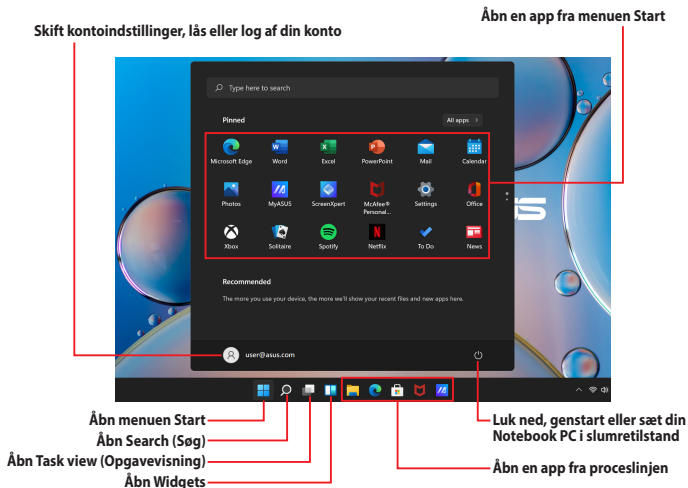 Åbn en app fra menuen Start
Skift kontoindstillinger, lås eller log af din konto
Type here to search
Pinned
All apps >
Microsoft Edge Word Excel PowerPoint Mail Calendar
Photos MyASUS ScreenXpert McAfee® Personal... Settings Office
Xbox Solitaire Spotify Netflix To Do News
Recommended
The more you use your device, the more we'll show your recent files and new apps here.
user@asus.com
Åbn menuen Start
Åbn Search (Søg)
Åbn Task view (Opgavevisning)
Åbn Widgets
Luk ned, genstart eller sæt din
Notebook PC i slumretilstand
Åbn en app fra proceslinjen